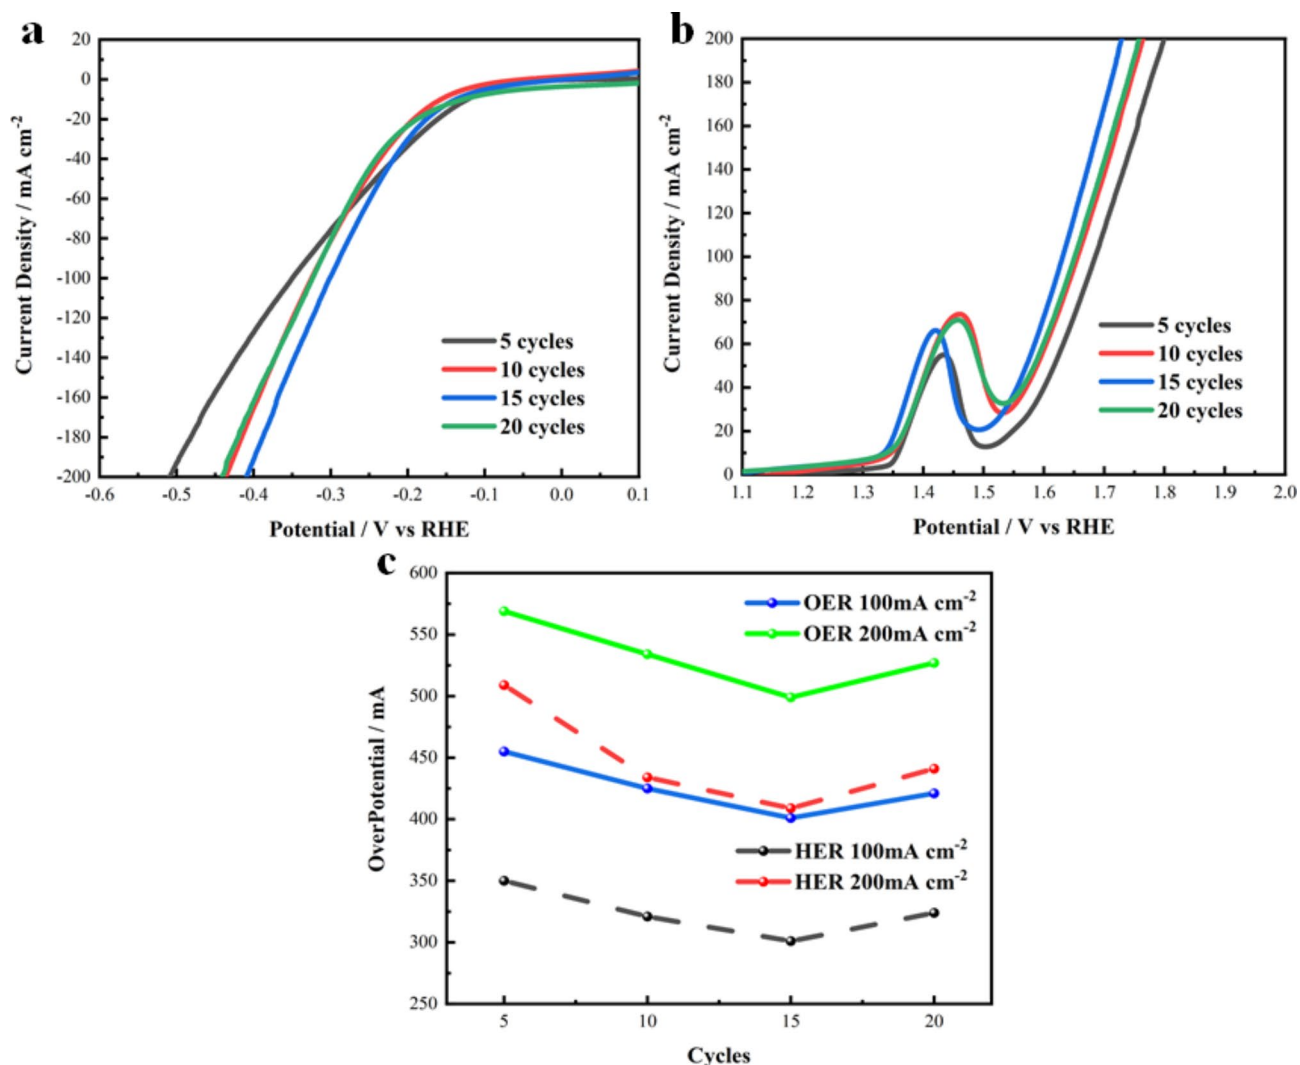 a
20
0
-20
-40
-60
-80
-100
-120
-140
-160
-180
-200
-0.6
-0.5
-0.4
-0.3
-0.2
-0.1
0.0
0.1
Current Density / mA cm-2
Potential / V vs RHE
5 cycles
10 cycles
15 cycles
20 cycles
b
200
180
160
140
120
100
80
60
40
20
0
1.1
1.2
1.3
1.4
1.5
1.6
1.7
1.8
1.9
2.0
Current Density / mA cm-2
Potential / V vs RHE
5 cycles
10 cycles
15 cycles
20 cycles
c
600
550
500
450
400
350
300
250
5
10
15
20
OverPotential / mA
Cycles
OER 100mA cm-2
OER 200mA cm-2
HER 100mA cm-2
HER 200mA cm-2